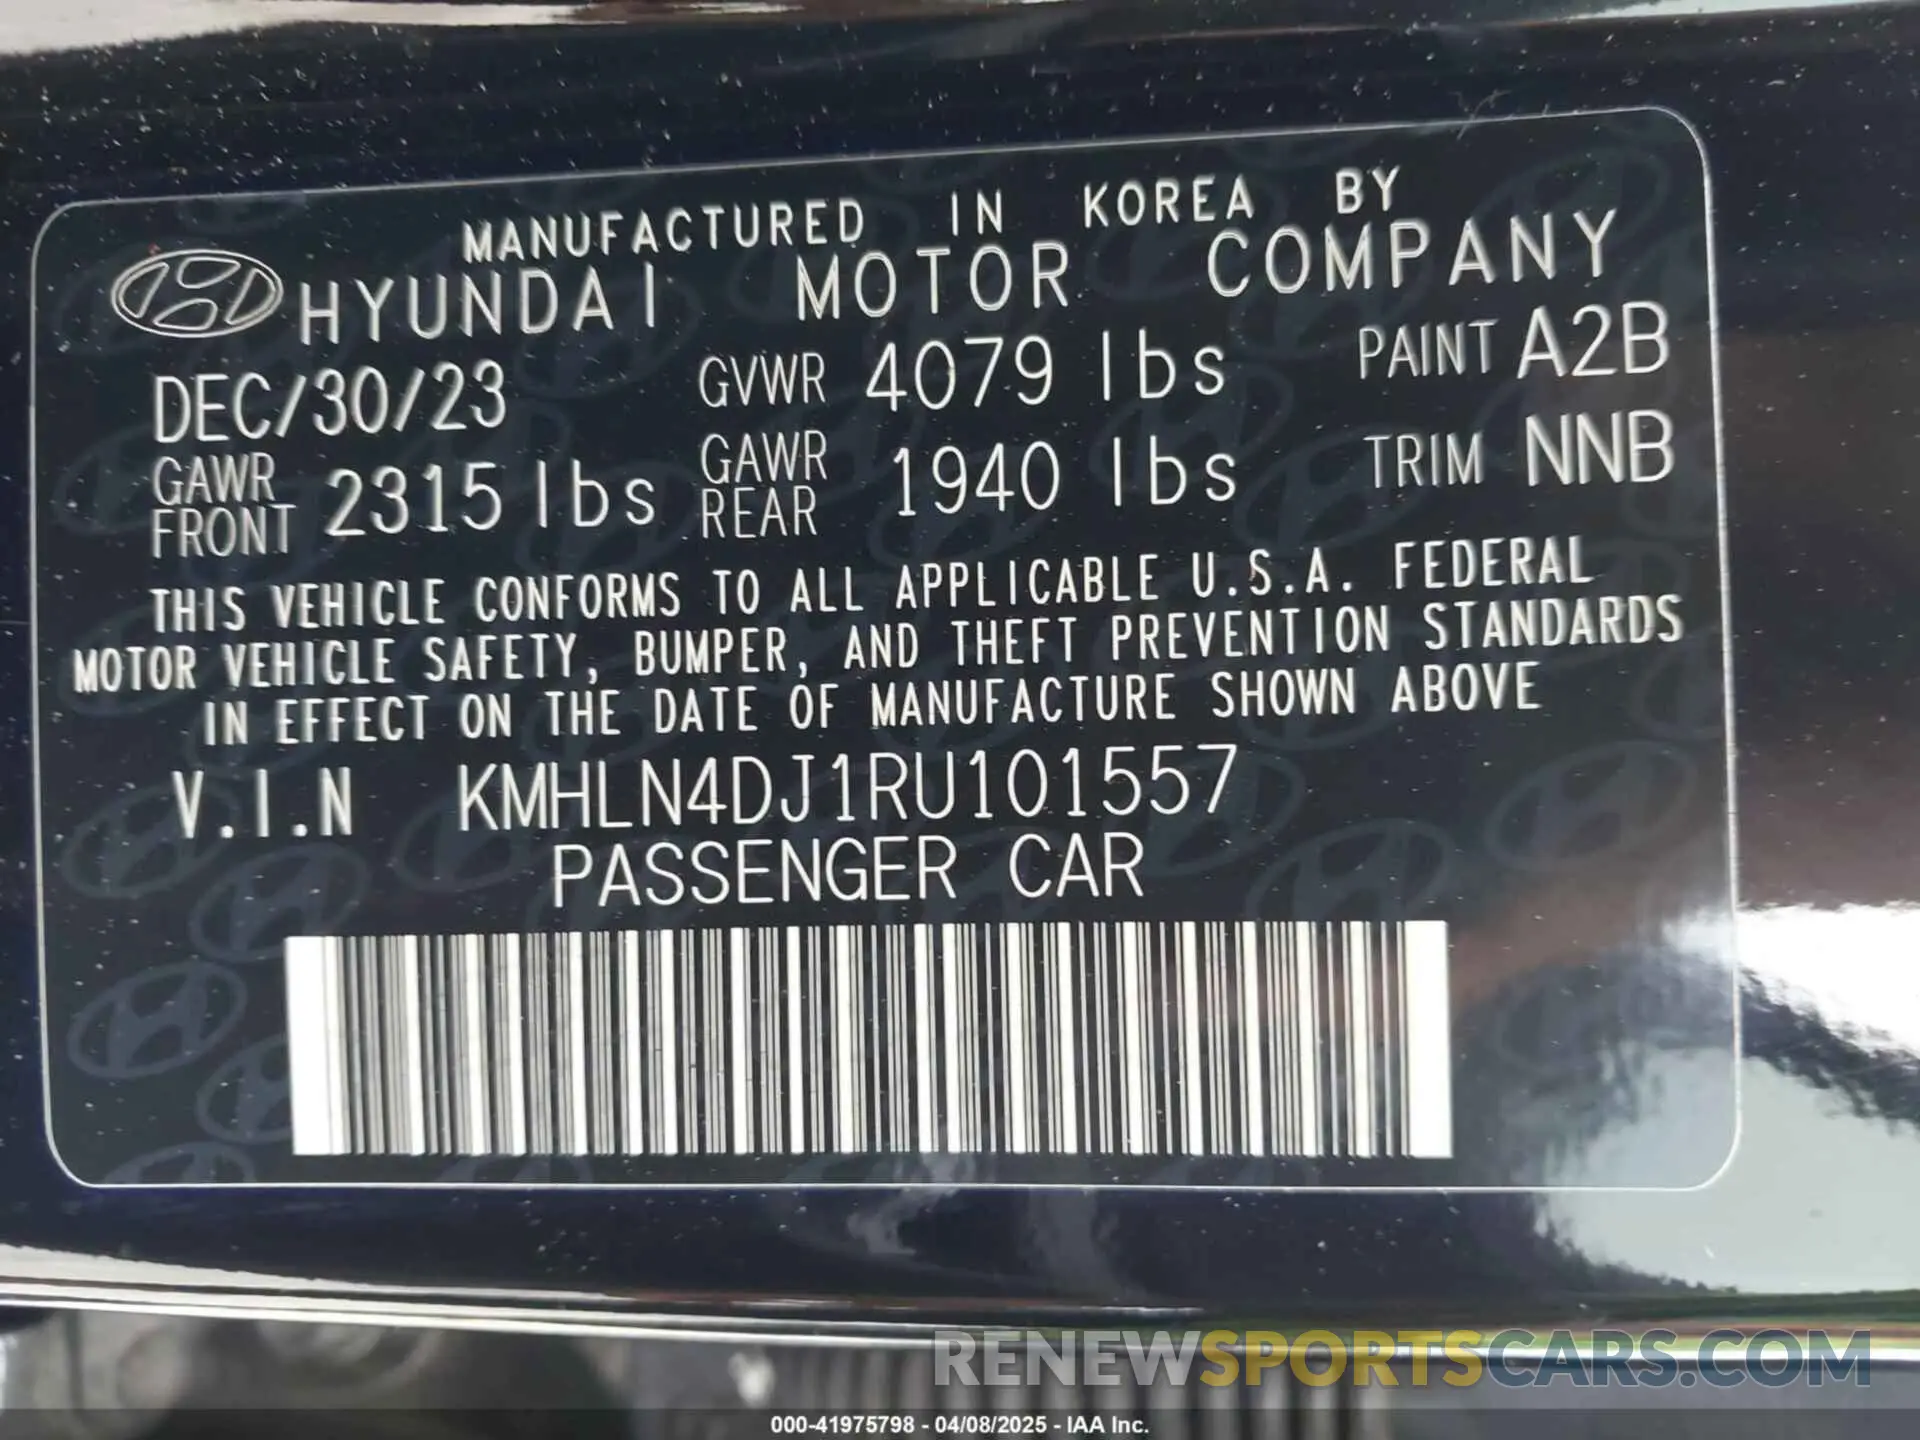 MANUFACTURED IN KOREA BY
HYUNDAI MOTOR COMPANY
DEC/30/23 GVWR 4079 lbs PAINT A2B
GAWR FRONT 2315 lbs GAWR REAR 1940 lbs TRIM NNB
THIS VEHICLE CONFORMS TO ALL APPLICABLE U.S.A. FEDERAL
MOTOR VEHICLE SAFETY, BUMPER, AND THEFT PREVENTION STANDARDS
IN EFFECT ON THE DATE OF MANUFACTURE SHOWN ABOVE
V.I.N KMHLN4DJ1RU101557
PASSENGER CAR
RENEWSPORTSCARS.COM
000-41975798 - 04/08/2025 - IAA Inc.